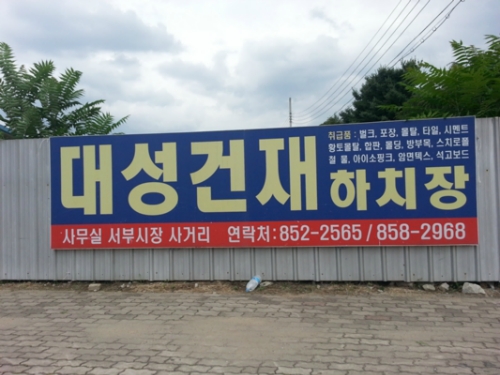 대성건재 하치장
취급품 : 벌크, 포장, 몰탈, 타일, 시멘트
황토몰탈, 합판, 몰딩, 방부목, 스치로폴
철 물, 아이소핑크, 암면텍스, 석고보드
사무실 서부시장 사거리 연락처: 852-2565 / 858-2968